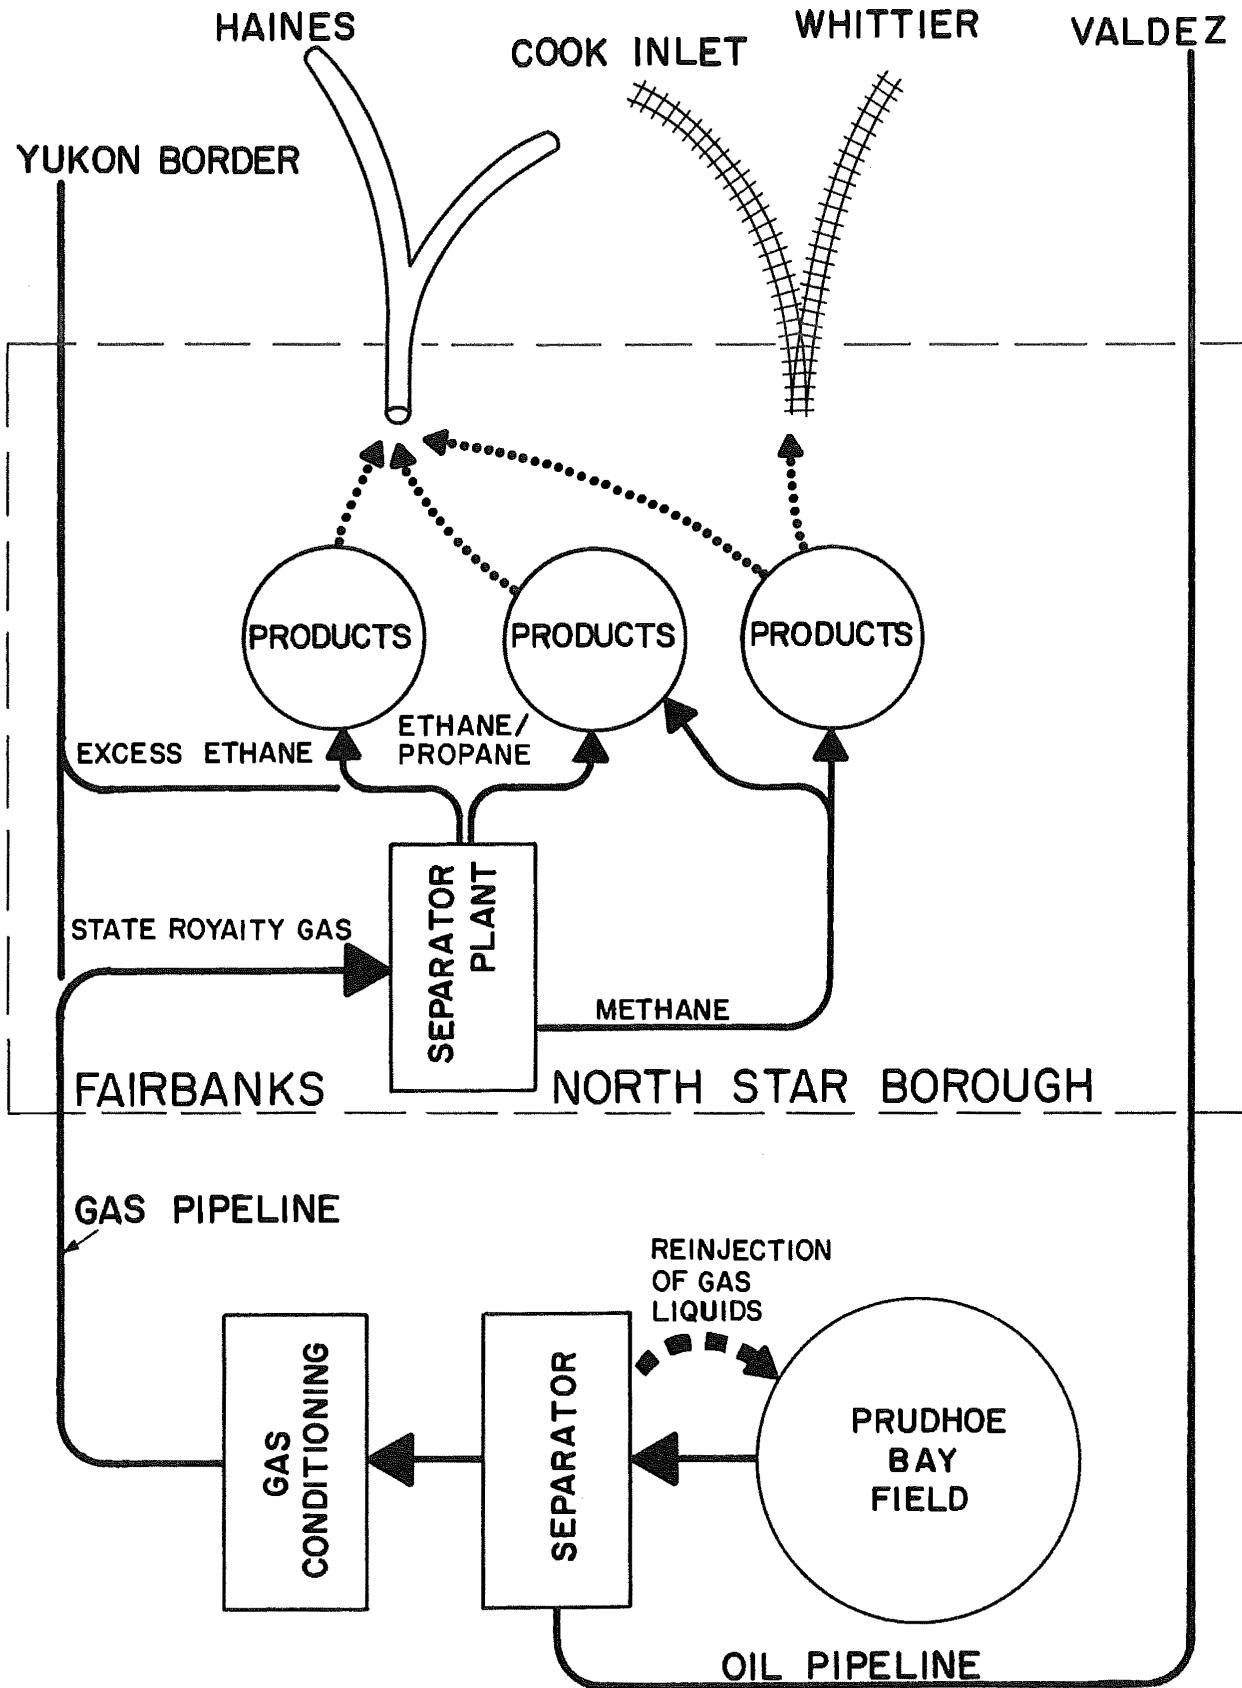 HAINES
COOK INLET
WHITTIER
VALDEZ
YUKON BORDER
PRODUCTS
PRODUCTS
PRODUCTS
EXCESS ETHANE
ETHANE/
PROPANE
SEPARATOR
PLANT
STATE ROYAITY GAS
METHANE
FAIRBANKS
NORTH STAR BOROUGH
GAS PIPELINE
REINJECTION
OF GAS
LIQUIDS
GAS
CONDITIONING
SEPARATOR
PRUDHOE
BAY
FIELD
OIL PIPELINE